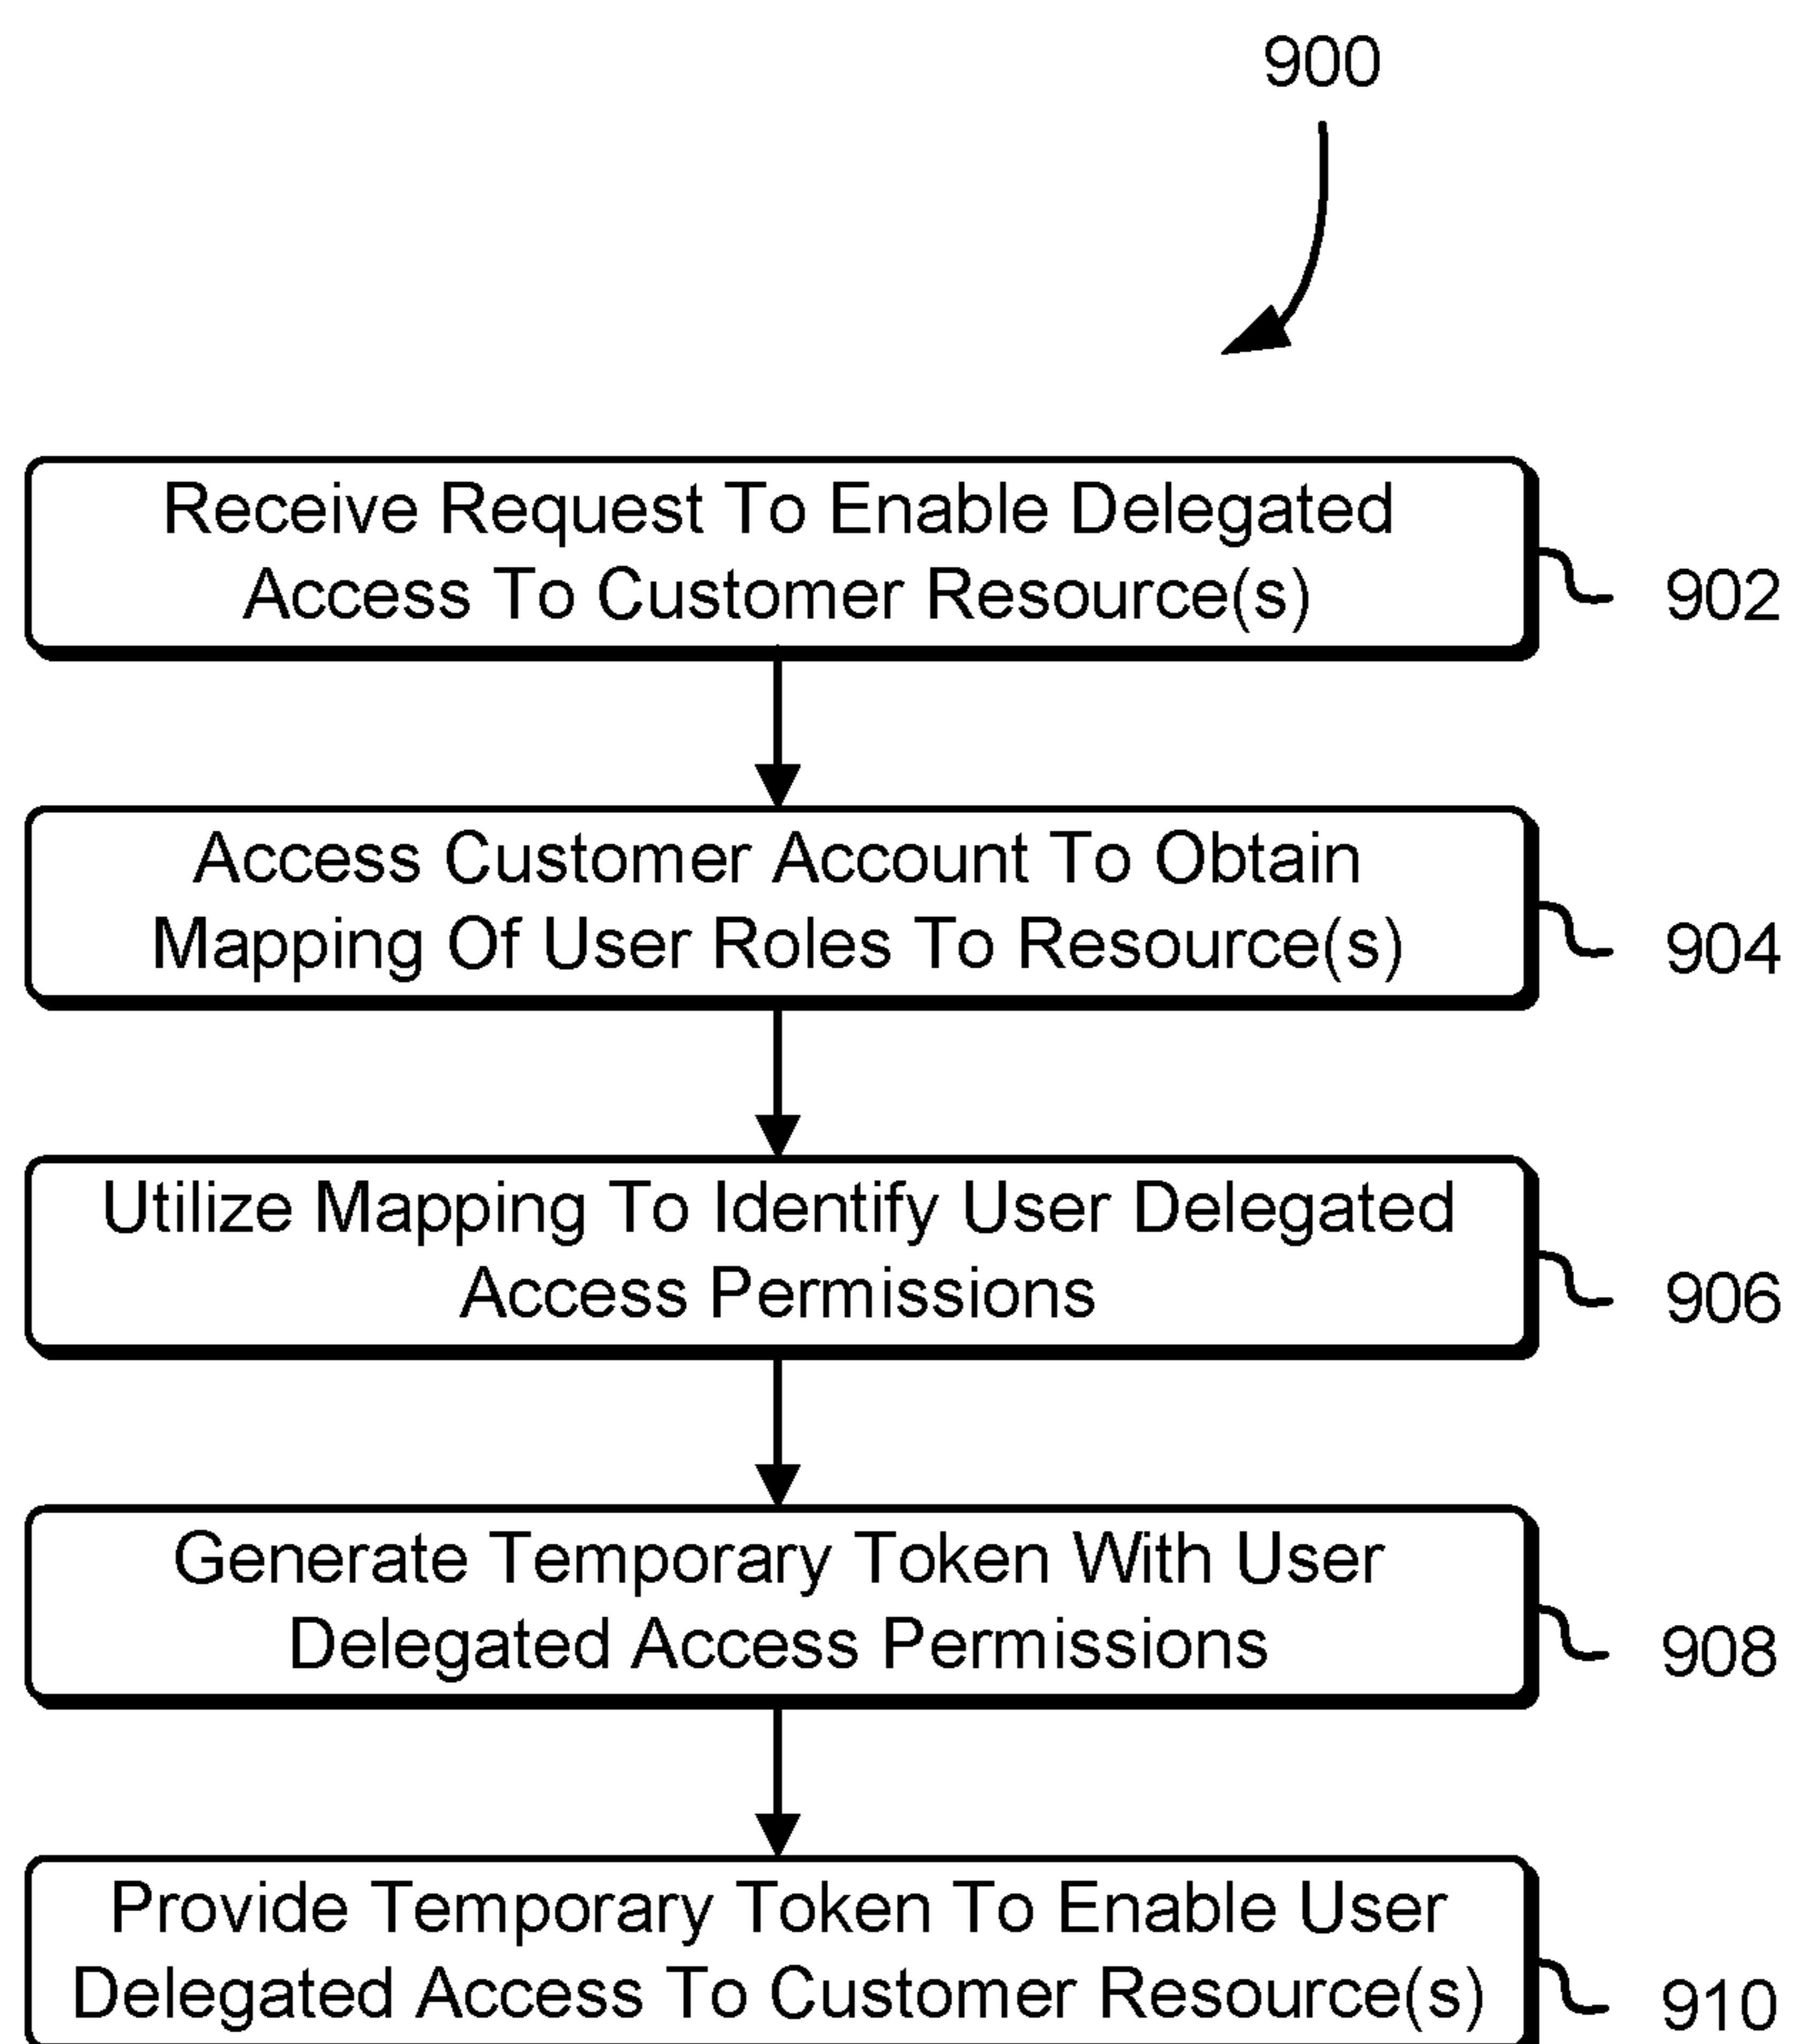 900
Receive Request To Enable Delegated
Access To Customer Resource(s)
902
Access Customer Account To Obtain
Mapping Of User Roles To Resource(s)
904
Utilize Mapping To Identify User Delegated
Access Permissions
906
Generate Temporary Token With User
Delegated Access Permissions
908
Provide Temporary Token To Enable User
Delegated Access To Customer Resource(s)
910